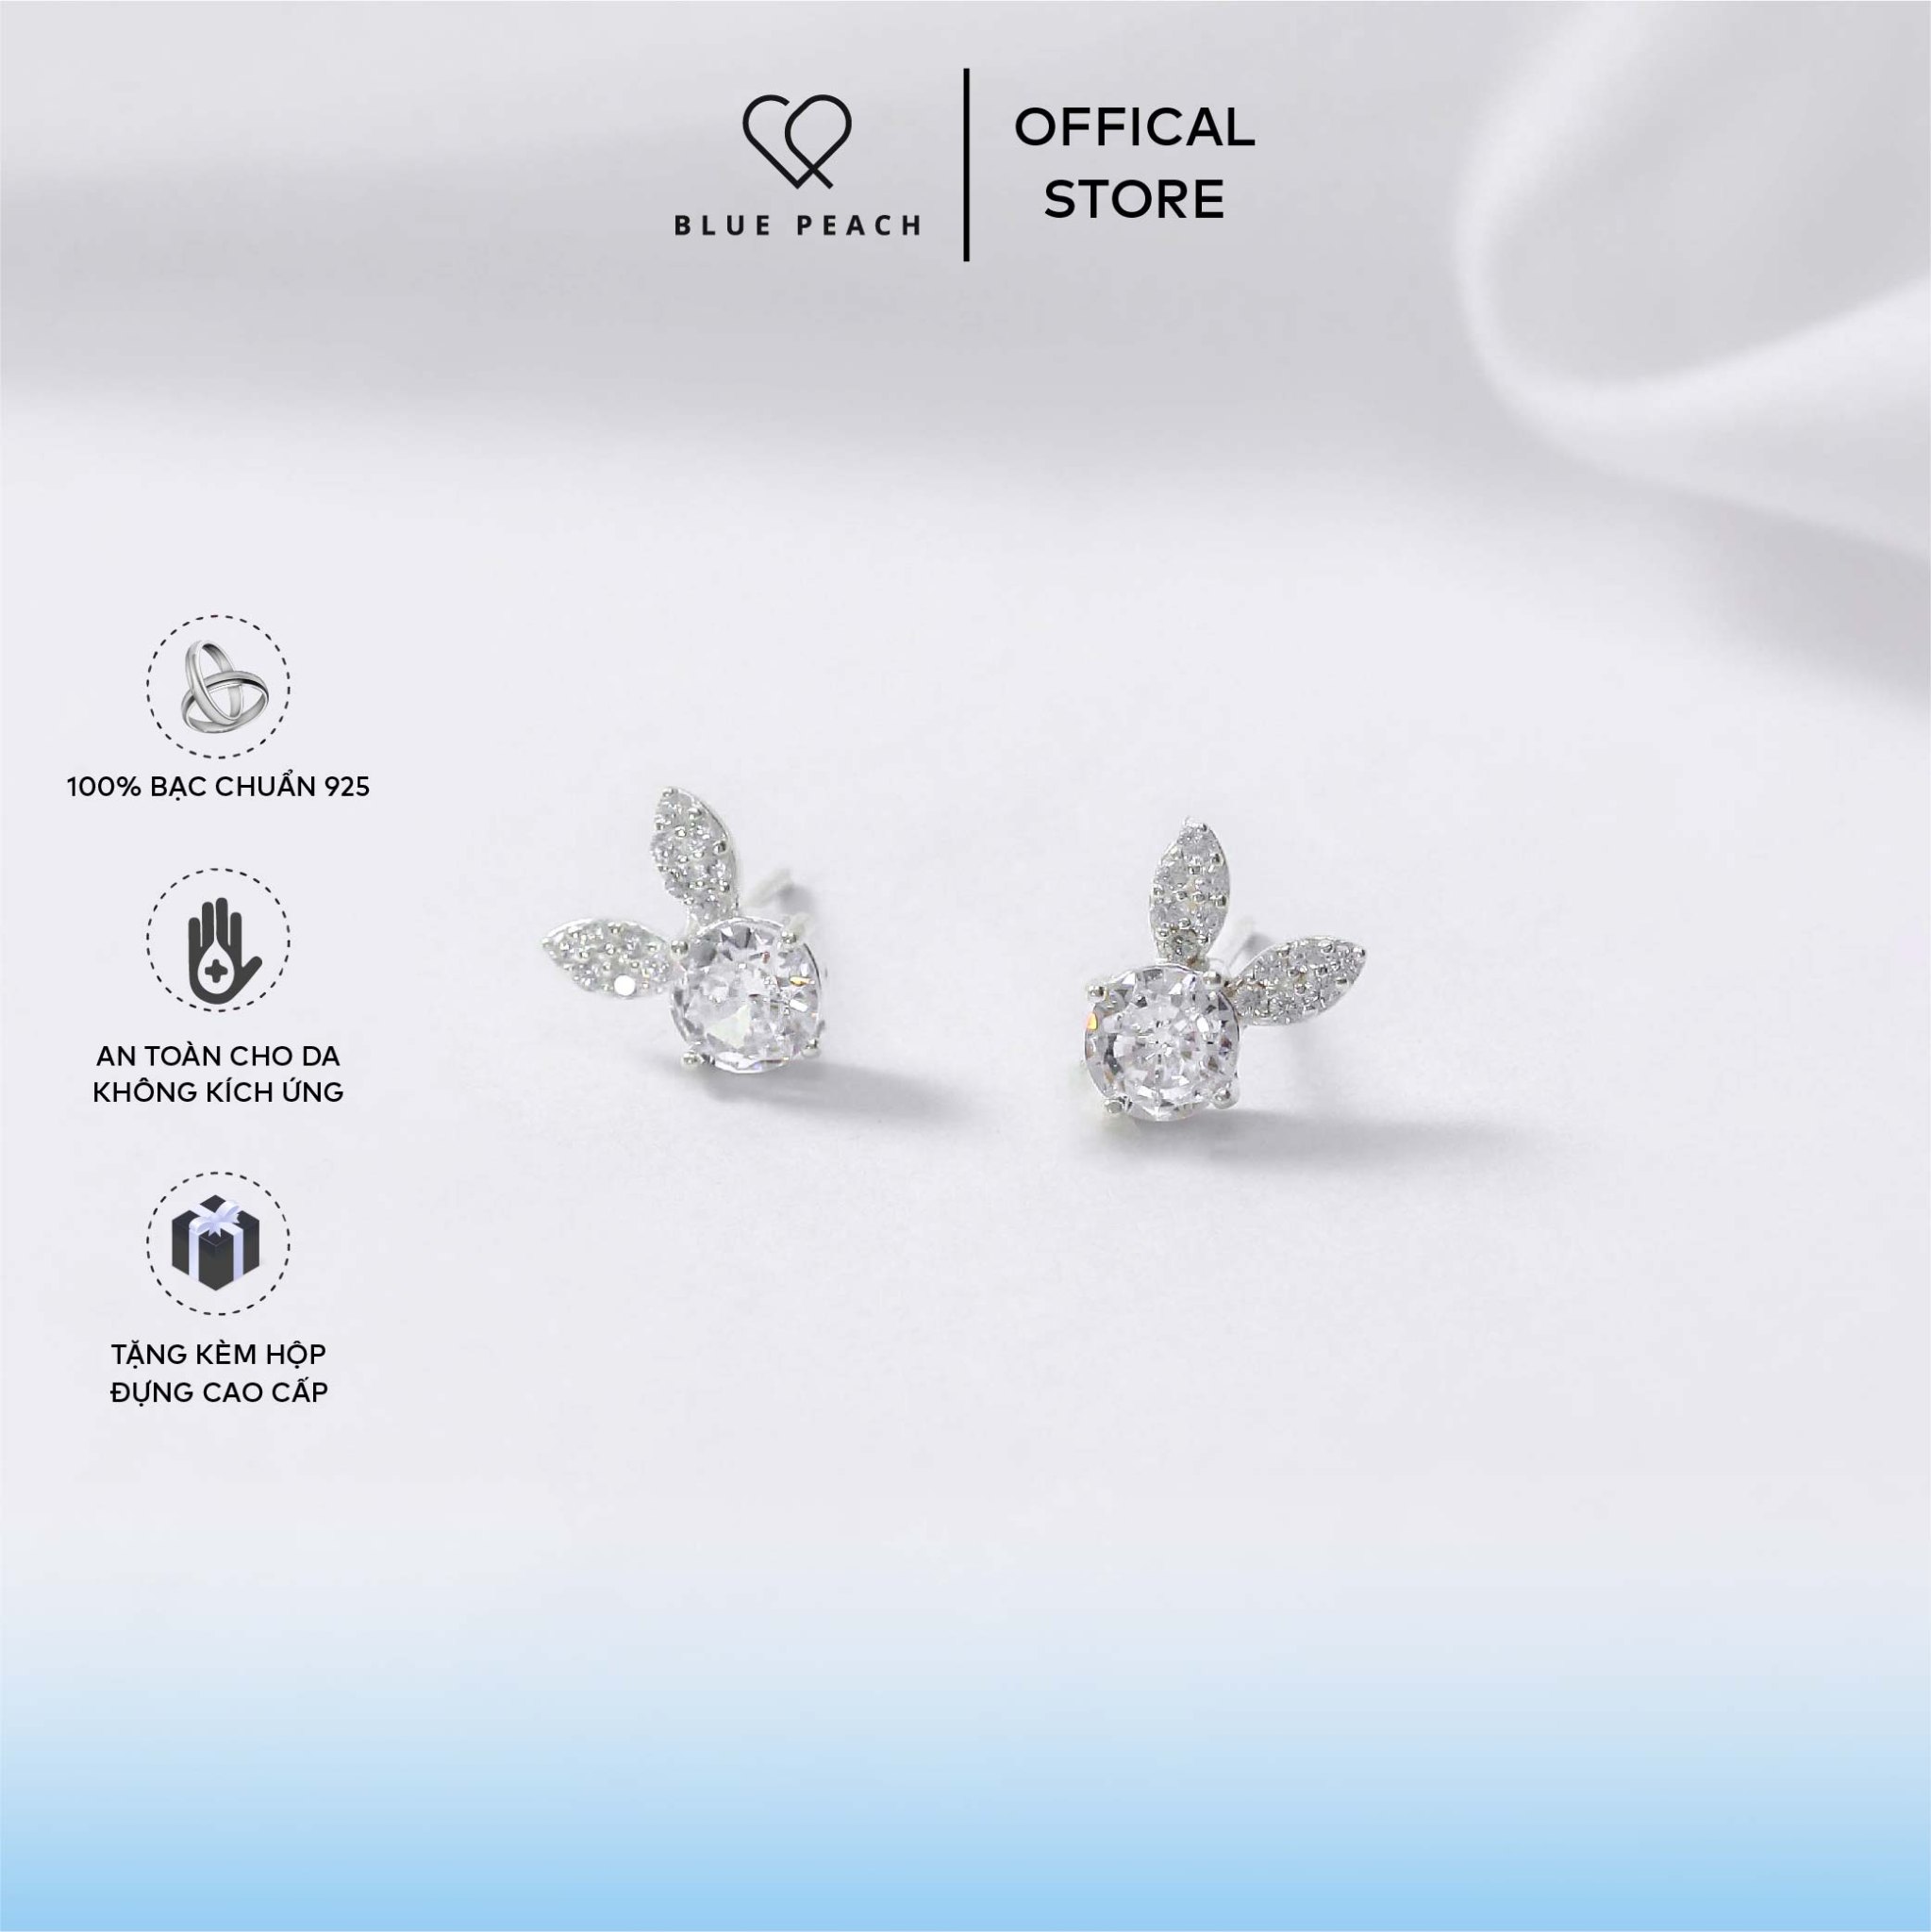 BLUE PEACH
OFFICAL
STORE
100% BẠC CHUẨN 925
AN TOÀN CHO DA
KHÔNG KÍCH ỨNG
TẶNG KÈM HỘP
ĐỰNG CAO CẤP